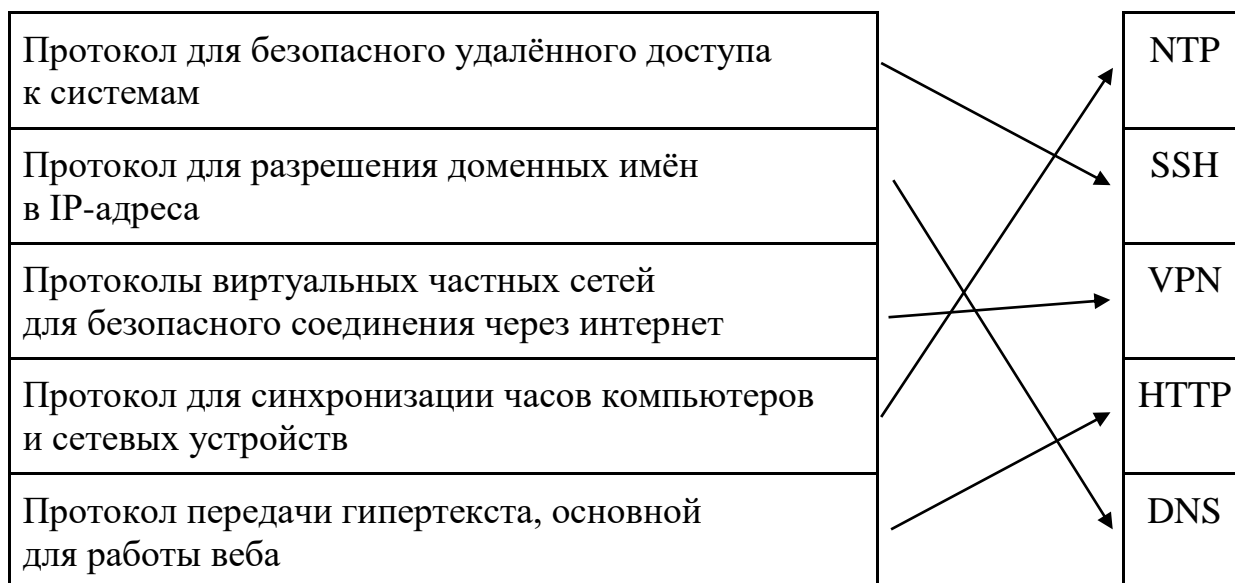 Протокол для безопасного удалённого доступа
к системам
NTP
Протокол для разрешения доменных имён
в IP-адреса
SSH
Протоколы виртуальных частных сетей
для безопасного соединения через интернет
VPN
Протокол для синхронизации часов компьютеров
и сетевых устройств
HTTP
Протокол передачи гипертекста, основной
для работы веба
DNS